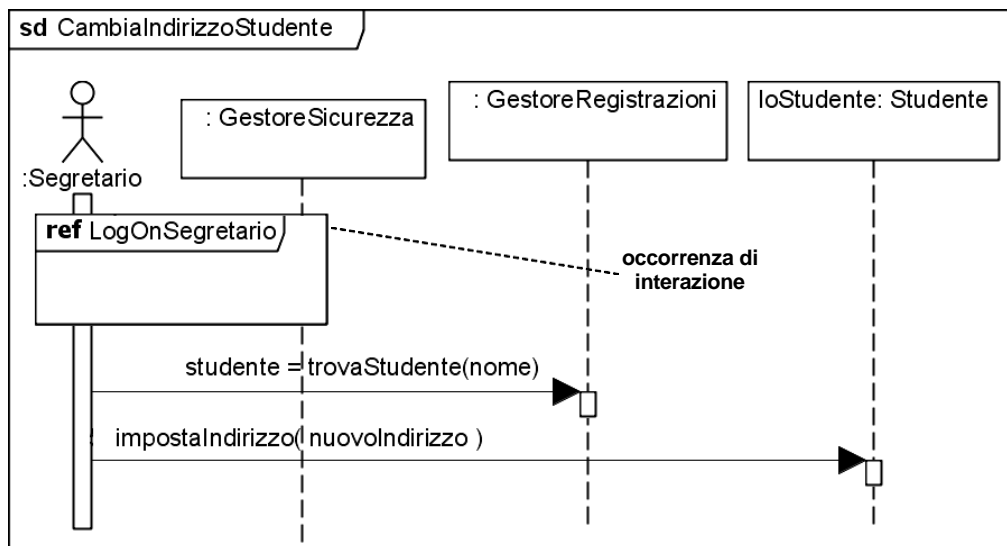 sd CambiaIndirizzoStudente
: GestoreSicurezza
: GestoreRegistrazioni
loStudente: Studente
:Segretario
ref LogOnSegretario
occorrenza di
interazione
studente = trovaStudente(nome)
impostaIndirizzo( nuovoIndirizzo )